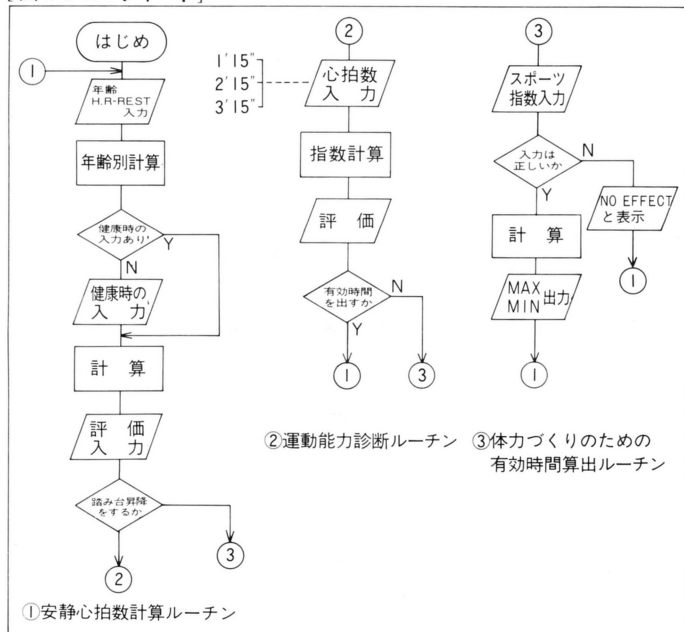 はじめ
①
年齢
H.R-REST
入力
年齢別計算
健康時の
入力あり
Y
N
健康時の
入 力
計 算
評 価
入 力
踏み台昇降
をするか
③
②
①安静心拍数計算ルーチン
②
1'15"
2'15"
3'15"
心拍数
入 力
指数計算
評 価
有効時間
を出すか
N
Y
①
③
②運動能力診断ルーチン
③
スポーツ
指数入力
入力は
正しいか
N
Y
NO EFFECT
と表示
計 算
①
MAX
MIN
出力
①
③体力づくりのための
有効時間算出ルーチン